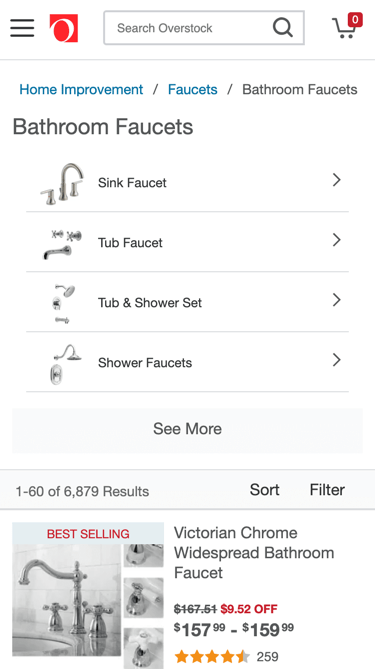 Search Overstock
0
Home Improvement / Faucets / Bathroom Faucets
Bathroom Faucets
Sink Faucet
Tub Faucet
Tub & Shower Set
Shower Faucets
See More
1-60 of 6,879 Results
Sort
Filter
BEST SELLING
Victorian Chrome
Widespread Bathroom
Faucet
$167.51 $9.52 OFF
$157 99 - $159 99
259